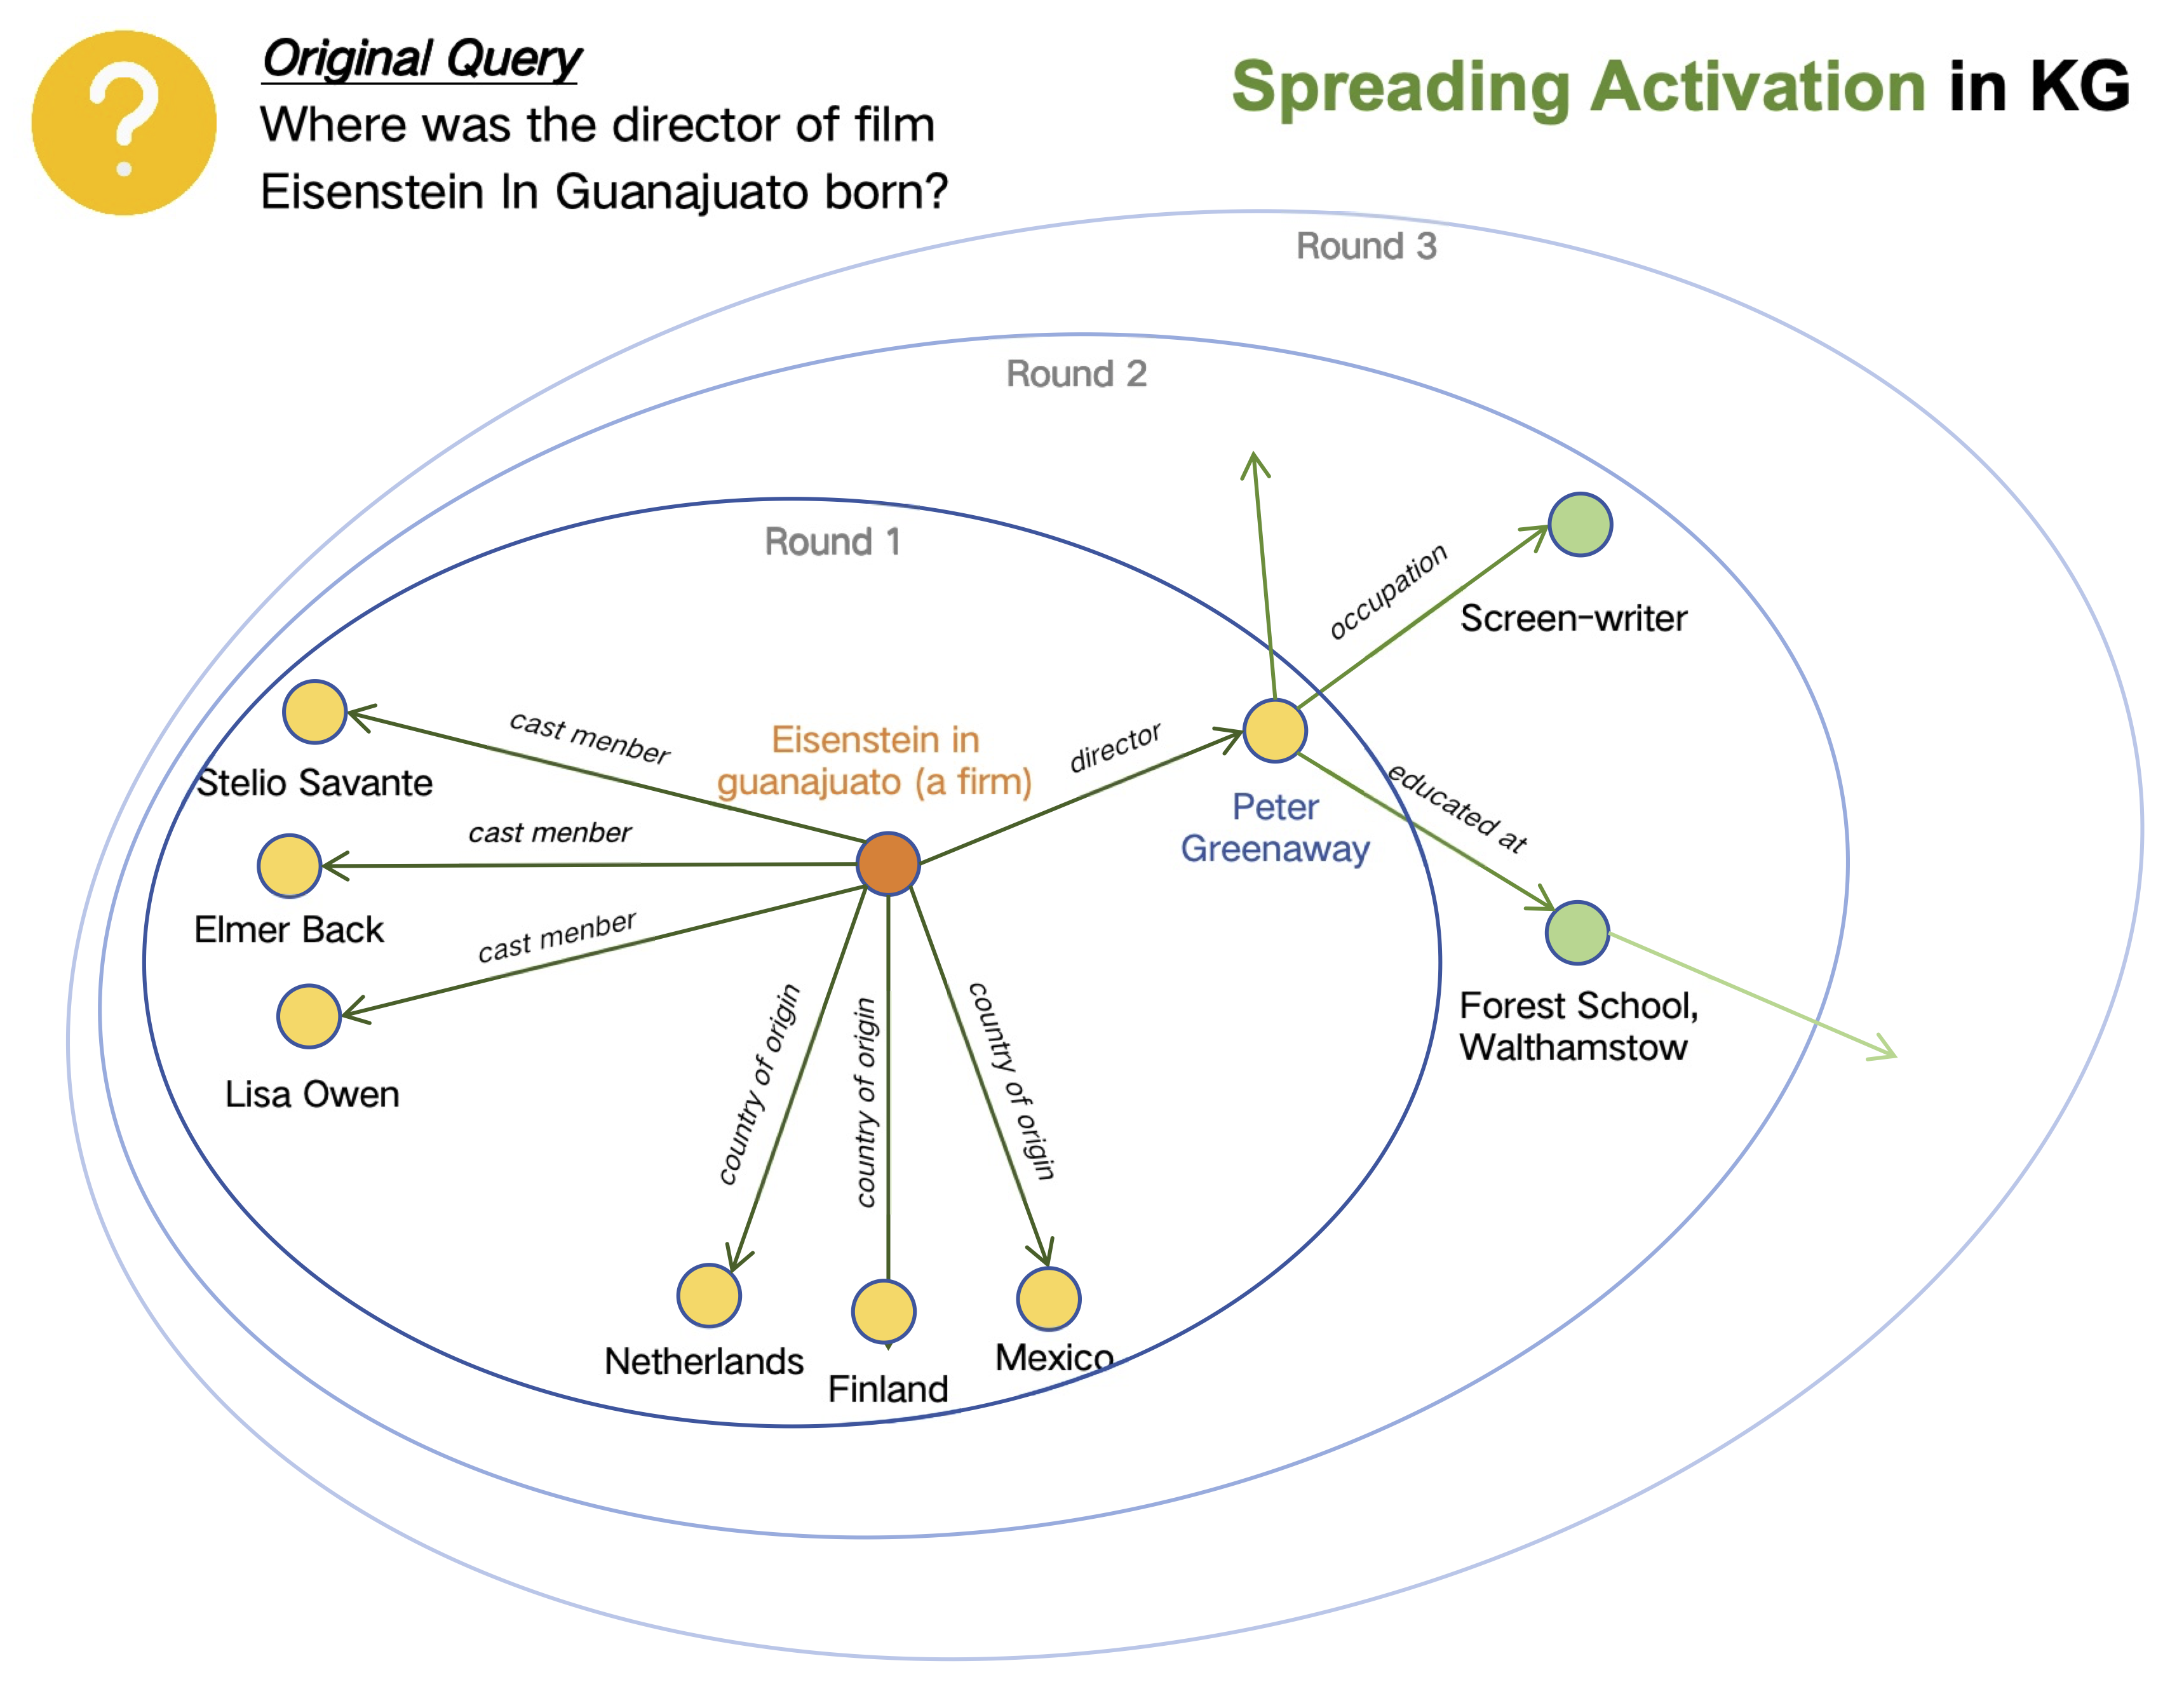 ?
Original Query
Where was the director of film
Eisenstein In Guanajuato born?
Spreading Activation in KG
Round 3
Round 2
Round 1
occupation
Screen-writer
cast menber
Stelio Savante
Eisenstein in
guanajuato (a firm)
director
Peter
Greenaway
educated at
cast menber
Elmer Back
cast menber
Lisa Owen
Forest School,
Walthamstow
country of origin
country of origin
country of origin
Netherlands
Finland
Mexico